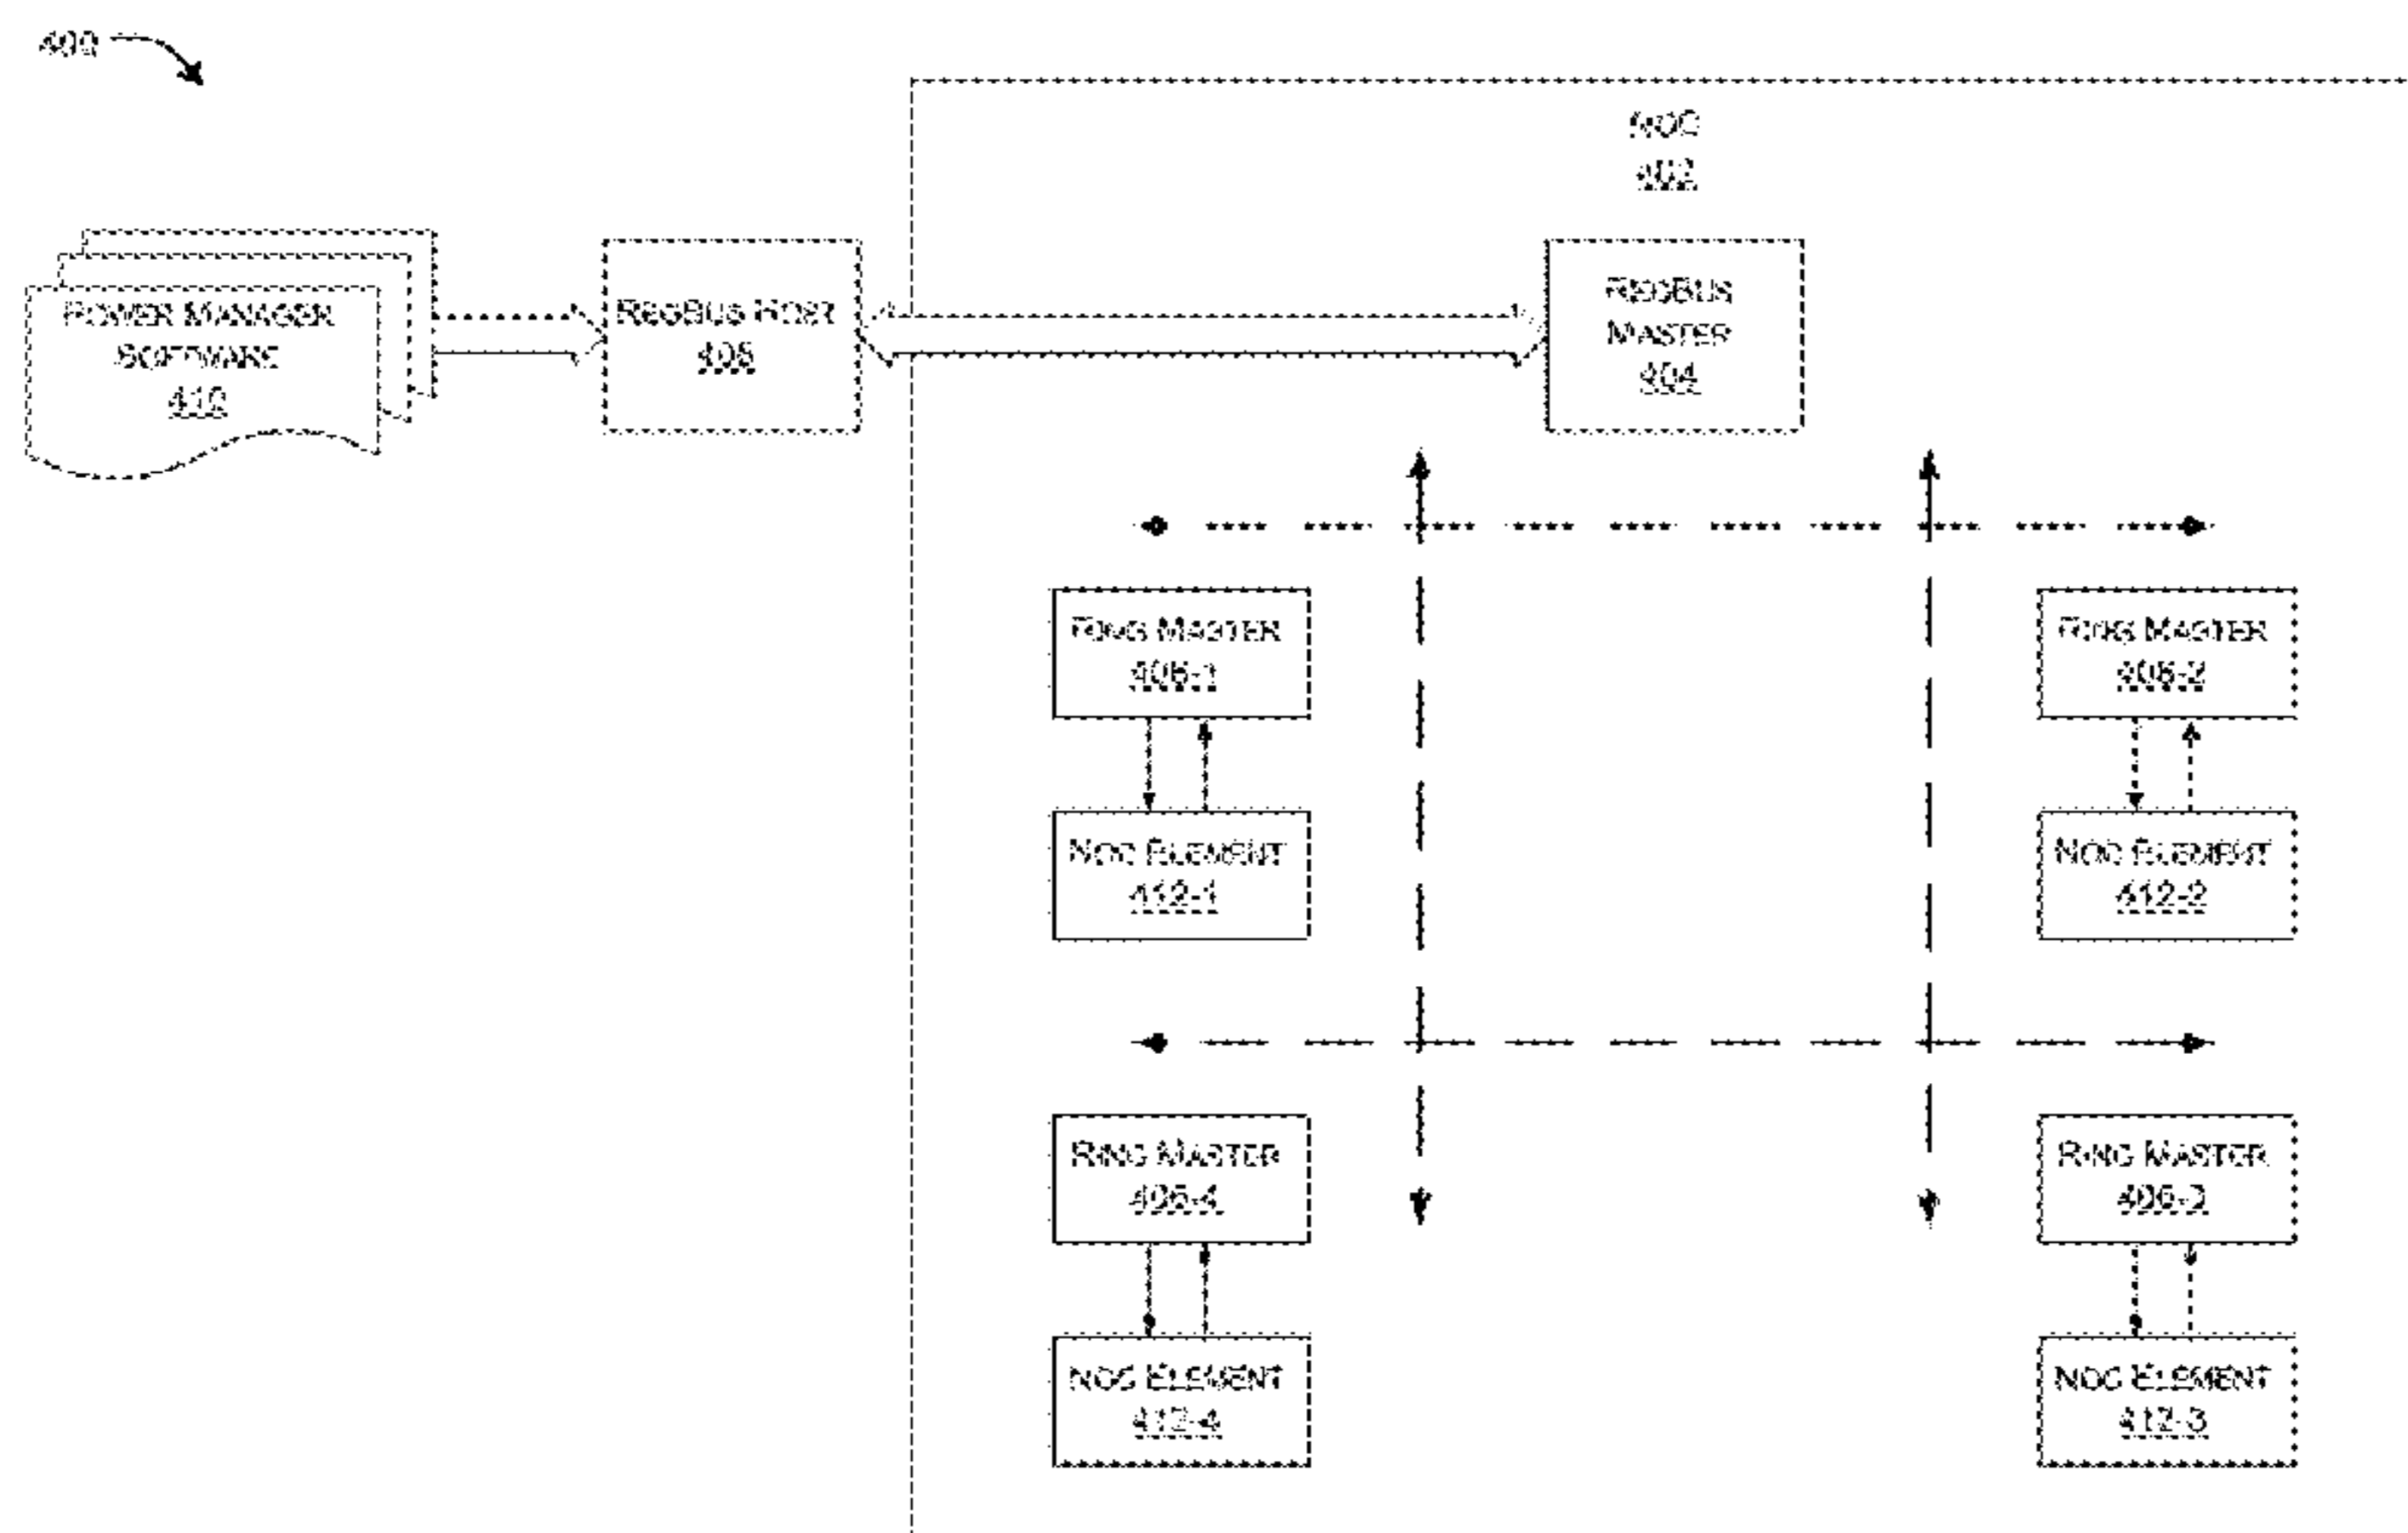 400
NOC
402
POWER MANAGER
SOFTWARE
410
REGBUS HOST
408
REGBUS
MASTER
404
RING MASTER
406-1
RING MASTER
406-2
NOC ELEMENT
412-1
NOC ELEMENT
412-2
RING MASTER
406-4
RING MASTER
406-3
NOC ELEMENT
412-4
NOC ELEMENT
412-3